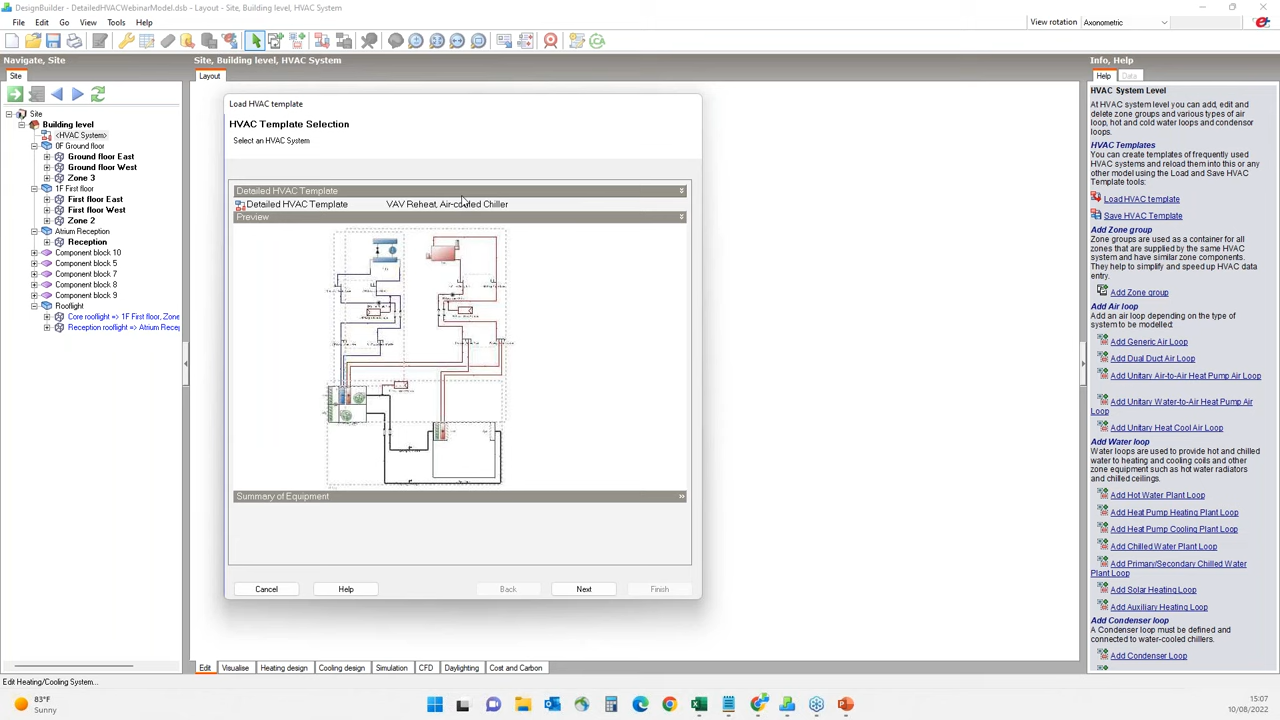 DesignBuilder - DetailedHVACWebinarModel.dsb - Layout - Site, Building level, HVAC System
File Edit Go View Tools Help
View rotation Axonometric
Navigate, Site
Site
Site
Building level
<HVAC System>
0F Ground floor
Ground floor East
Ground floor West
Zone 3
1F First floor
First floor East
First floor West
Zone 2
Atrium Reception
Reception
Component block 10
Component block 5
Component block 7
Component block 8
Component block 9
Rooflight
Core rooflight => 1F First floor, Zone
Reception rooflight => Atrium Rece
Site, Building level, HVAC System
Layout
Load HVAC template
HVAC Template Selection
Select an HVAC System
Detailed HVAC Template
Detailed HVAC Template VAV Reheat, Air-cooled Chiller
Preview
Summary of Equipment
Cancel Help Back Next Finish
Edit Visualise Heating design Cooling design Simulation CFD Daylighting Cost and Carbon
Info, Help
Help Data
HVAC System Level
At HVAC system level you can add, edit and
delete zone groups and various types of air
loop, hot and cold water loops and condensor
loops.
HVAC Templates
You can create templates of frequently used
HVAC systems and reload them into this or any
other model using the Load and Save HVAC
Template tools:
Load HVAC template
Save HVAC Template
Add Zone group
Zone groups are used as a container for all
zones that are supplied by the same HVAC
system and have similar zone components.
They help to simplify and speed up HVAC data
entry.
Add Zone group
Add Air loop
Add an air loop depending on the type of
system to be modelled:
Add Generic Air Loop
Add Dual Duct Air Loop
Add Unitary Air-to-Air Heat Pump Air Loop
Add Unitary Water-to-Air Heat Pump Air
Loop
Add Unitary Heat Cool Air Loop
Add Water loop
Water loops are used to provide hot and chilled
water to heating and cooling coils and other
zone equipment such as hot water radiators
and chilled ceilings.
Add Hot Water Plant Loop
Add Heat Pump Heating Plant Loop
Add Heat Pump Cooling Plant Loop
Add Chilled Water Plant Loop
Add Primary/Secondary Chilled Water
Plant Loop
Add Solar Heating Loop
Add Auxiliary Heating Loop
Add Condenser loop
A Condenser loop must be defined and
connected to water-cooled chillers.
Add Condenser Loop
Edit Heating/Cooling System...
83°F
Sunny
15:07
10/08/2022